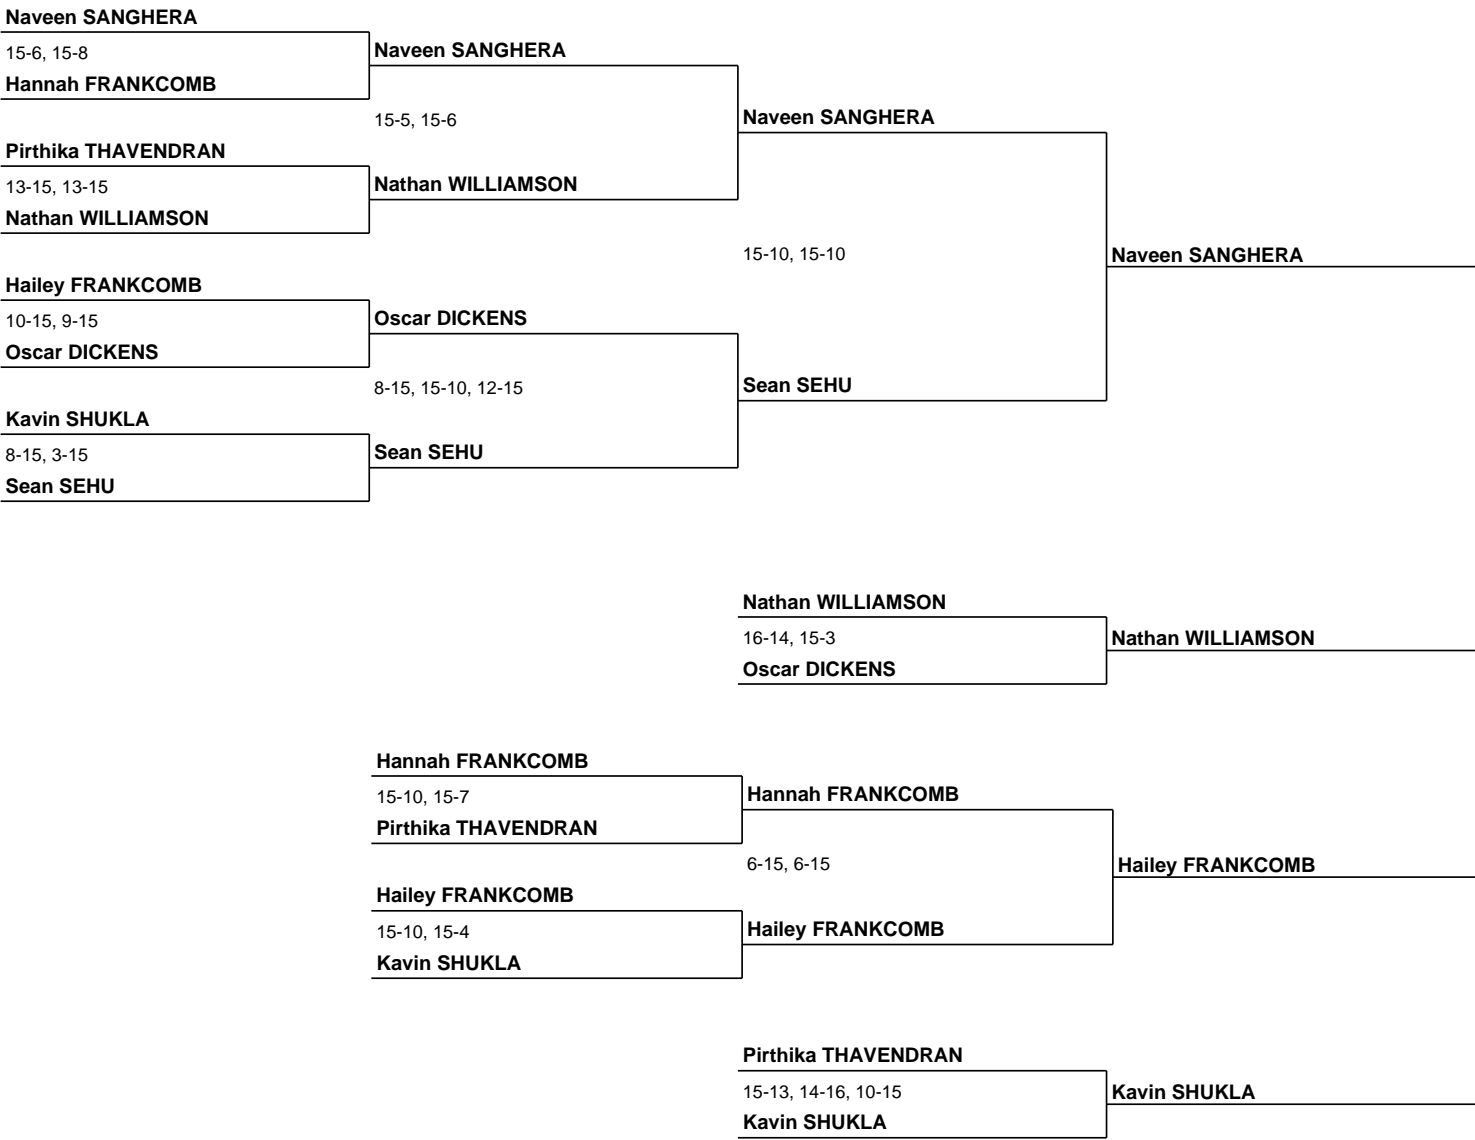 Naveen SANGHERA
15-6, 15-8
Naveen SANGHERA
Hannah FRANKCOMB
15-5, 15-6
Naveen SANGHERA
Pirthika THAVENDRAN
13-15, 13-15
Nathan WILLIAMSON
Nathan WILLIAMSON
15-10, 15-10
Naveen SANGHERA
Hailey FRANKCOMB
10-15, 9-15
Oscar DICKENS
Oscar DICKENS
8-15, 15-10, 12-15
Sean SEHU
Kavin SHUKLA
8-15, 3-15
Sean SEHU
Sean SEHU
Nathan WILLIAMSON
16-14, 15-3
Nathan WILLIAMSON
Oscar DICKENS
Hannah FRANKCOMB
15-10, 15-7
Hannah FRANKCOMB
Pirthika THAVENDRAN
6-15, 6-15
Hailey FRANKCOMB
Hailey FRANKCOMB
15-10, 15-4
Hailey FRANKCOMB
Kavin SHUKLA
Pirthika THAVENDRAN
15-13, 14-16, 10-15
Kavin SHUKLA
Kavin SHUKLA